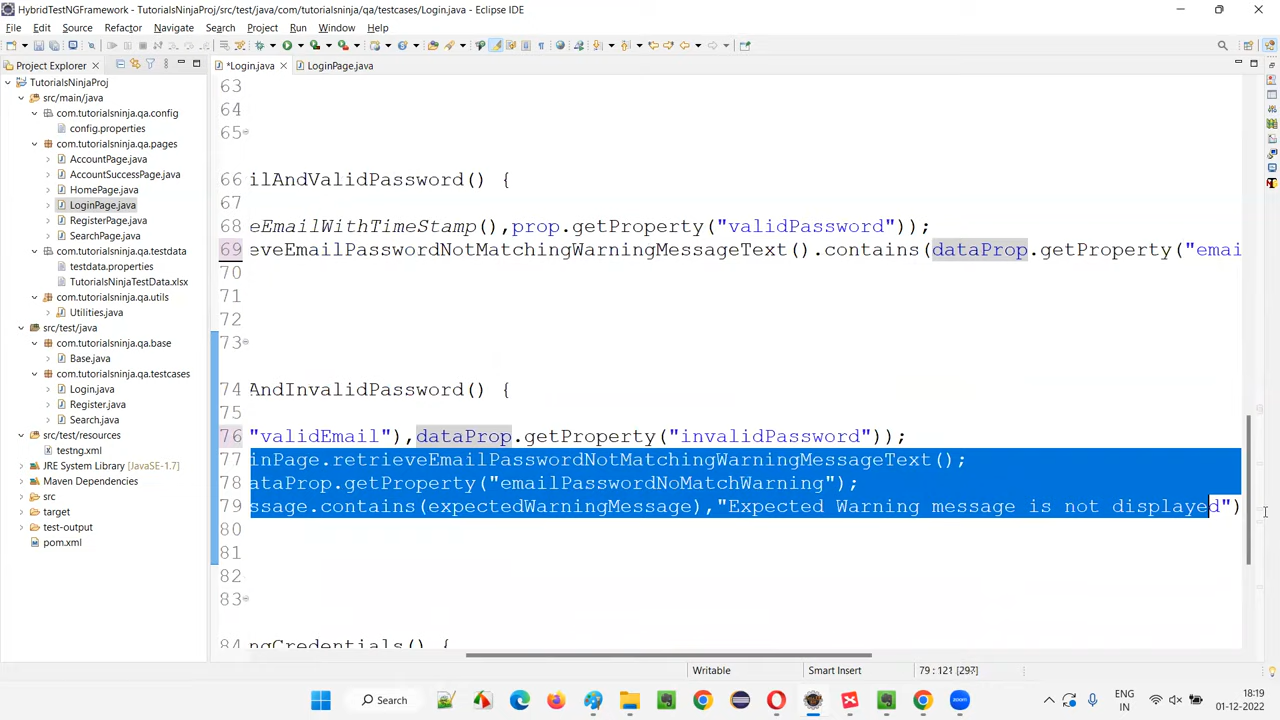 HybridTestNGFramework - TutorialsNinjaProj/src/test/java/com/tutorialsninja/qa/testcases/Login.java - Eclipse IDE
File Edit Source Refactor Navigate Search Project Run Window Help
Project Explorer
*Login.java
LoginPage.java
TutorialsNinjaProj
src/main/java
com.tutorialsninja.qa.config
config.properties
com.tutorialsninja.qa.pages
AccountPage.java
AccountSuccessPage.java
HomePage.java
LoginPage.java
RegisterPage.java
SearchPage.java
com.tutorialsninja.qa.testdata
testdata.properties
TutorialsNinjaTestData.xlsx
com.tutorialsninja.qa.utils
Utilities.java
src/test/java
com.tutorialsninja.qa.base
Base.java
com.tutorialsninja.qa.testcases
Login.java
Register.java
Search.java
src/test/resources
testng.xml
JRE System Library [JavaSE-1.7]
Maven Dependencies
src
target
test-output
pom.xml
63
64
65
66 ilAndValidPassword() {
67
68 eEmailWithTimeStamp(),prop.getProperty("validPassword"));
69 eveEmailPasswordNotMatchingWarningMessageText().contains(dataProp.getProperty("emai
70
71
72
73
74 AndInvalidPassword() {
75
76 "validEmail"),dataProp.getProperty("invalidPassword"));
77 inPage.retrieveEmailPasswordNotMatchingWarningMessageText();
78 ataProp.getProperty("emailPasswordNoMatchWarning");
79 ssage.contains(expectedWarningMessage),"Expected Warning message is not displayed")
80
81
82
83
84 ngCredentials() {
Writable Smart Insert 79 : 121 [297]
Search
ENG
IN
18:19
01-12-2022